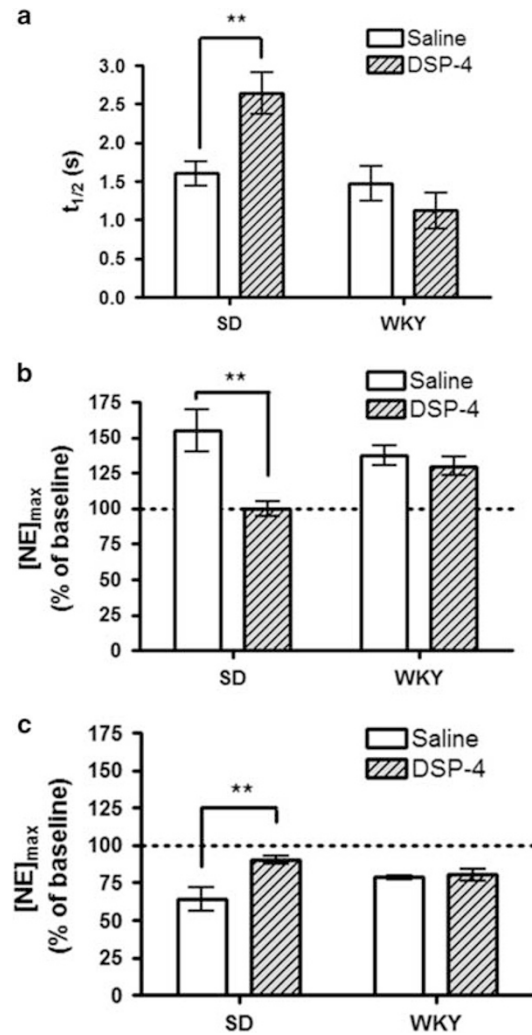 a
**
Saline
DSP-4
3.0
2.5
2.0
1.5
1.0
0.5
0.0
t1/2 (s)
SD
WKY
b
**
Saline
DSP-4
175
150
125
100
75
50
25
0
[NE]max
(% of baseline)
SD
WKY
c
**
Saline
DSP-4
175
150
125
100
75
50
25
0
[NE]max
(% of baseline)
SD
WKY